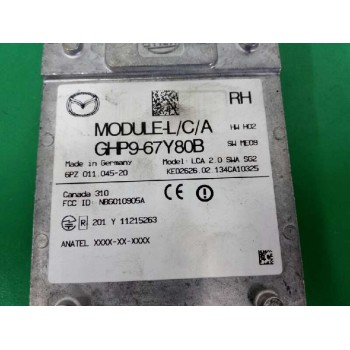 RH
MODULE-L/C/A
HW H02
GHP9-67Y80B
SW ME09
Made in Germany
Model: LCA 2.0 SWA SG2
6PZ 011.045-20
KE02626.02.134CA10325
Canada 310
FCC ID: NBG010905A
R 201 Y 11215263
ANATEL XXXX-XX-XXXX